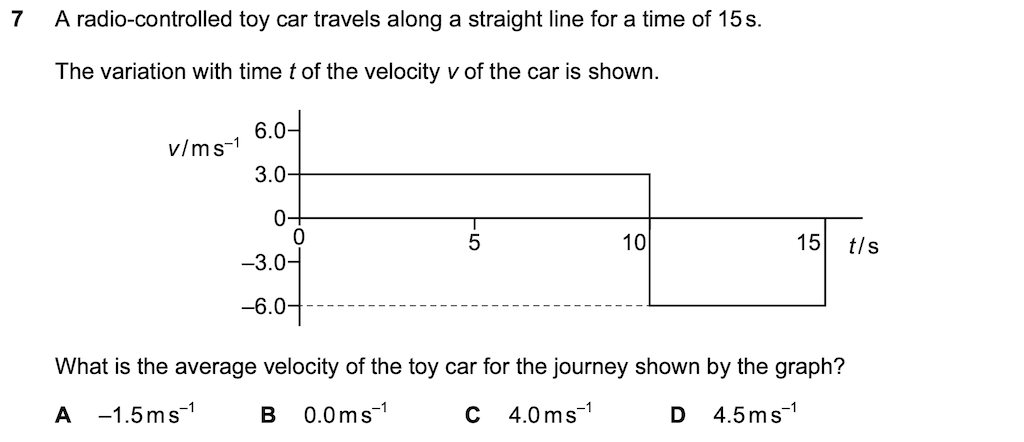 7 A radio-controlled toy car travels along a straight line for a time of 15 s.
The variation with time t of the velocity v of the car is shown.
6.0
v / m s⁻¹
3.0
0
0
5
10
15
t / s
–3.0
–6.0
What is the average velocity of the toy car for the journey shown by the graph?
A –1.5 m s⁻¹ B 0.0 m s⁻¹ C 4.0 m s⁻¹ D 4.5 m s⁻¹